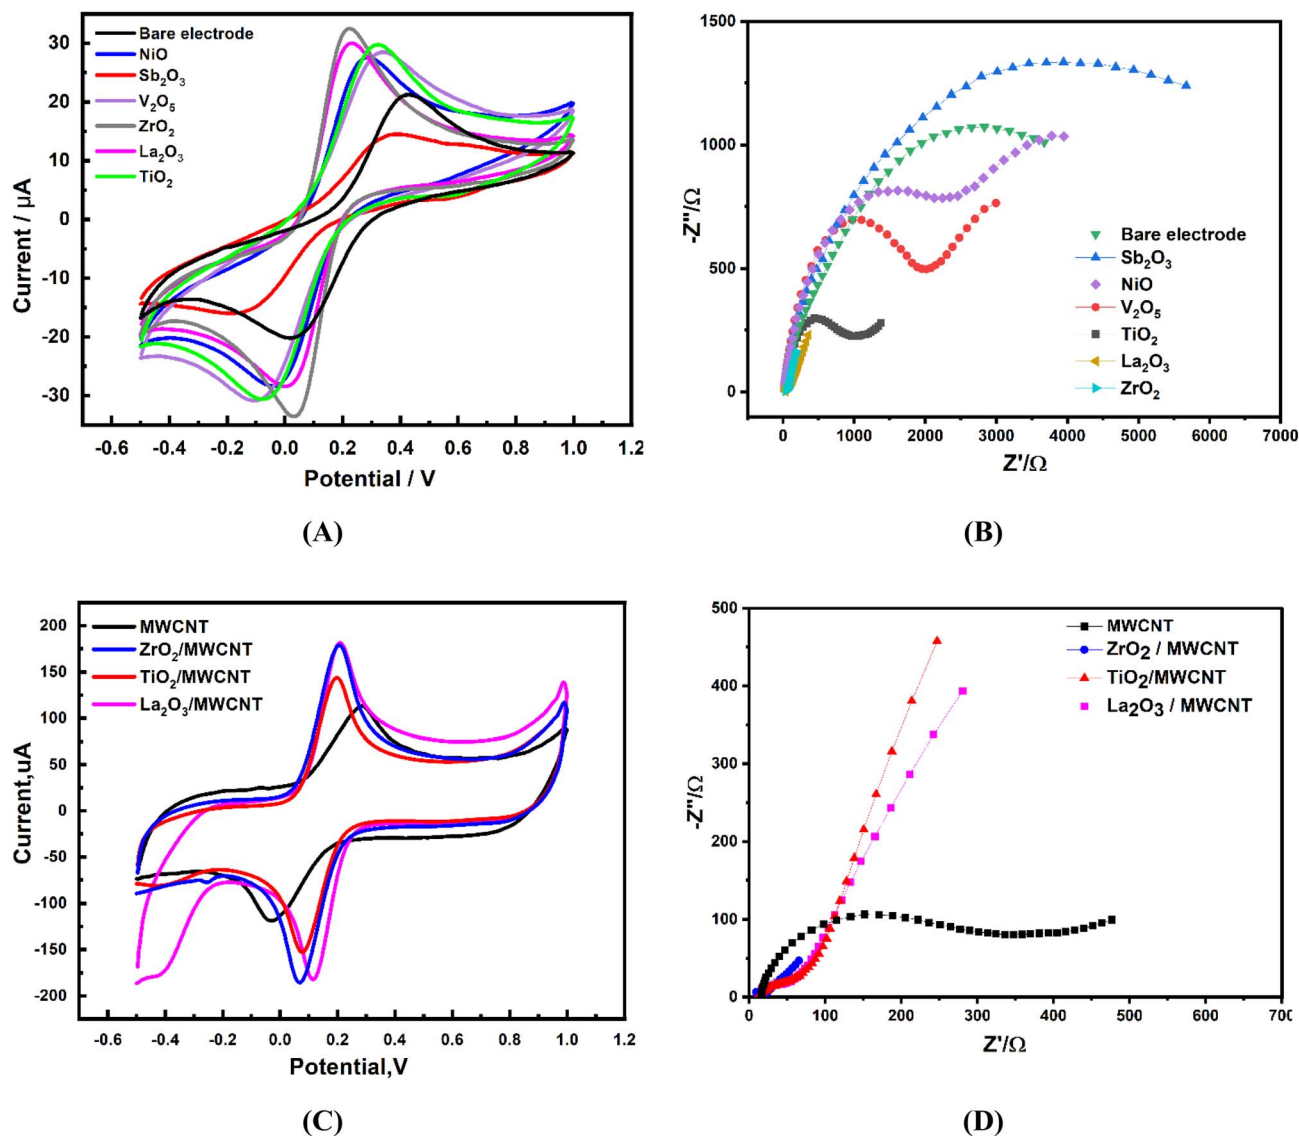 30
20
10
0
-10
-20
-30
Current / µA
Bare electrode
NiO
Sb₂O₃
V₂O₅
ZrO₂
La₂O₃
TiO₂
-0.6 -0.4 -0.2 0.0 0.2 0.4 0.6 0.8 1.0 1.2
Potential / V
(A)
1500
1000
500
0
-Z"/Ω
Bare electrode
Sb₂O₃
NiO
V₂O₅
TiO₂
La₂O₃
ZrO₂
0 1000 2000 3000 4000 5000 6000 7000
Z'/Ω
(B)
200
150
100
50
0
-50
-100
-150
-200
Current,uA
MWCNT
ZrO₂/MWCNT
TiO₂/MWCNT
La₂O₃/MWCNT
-0.6 -0.4 -0.2 0.0 0.2 0.4 0.6 0.8 1.0 1.2
Potential,V
(C)
500
400
300
200
100
0
-Z"/Ω
MWCNT
ZrO₂ / MWCNT
TiO₂/MWCNT
La₂O₃ / MWCNT
0 100 200 300 400 500 600 700
Z'/Ω
(D)